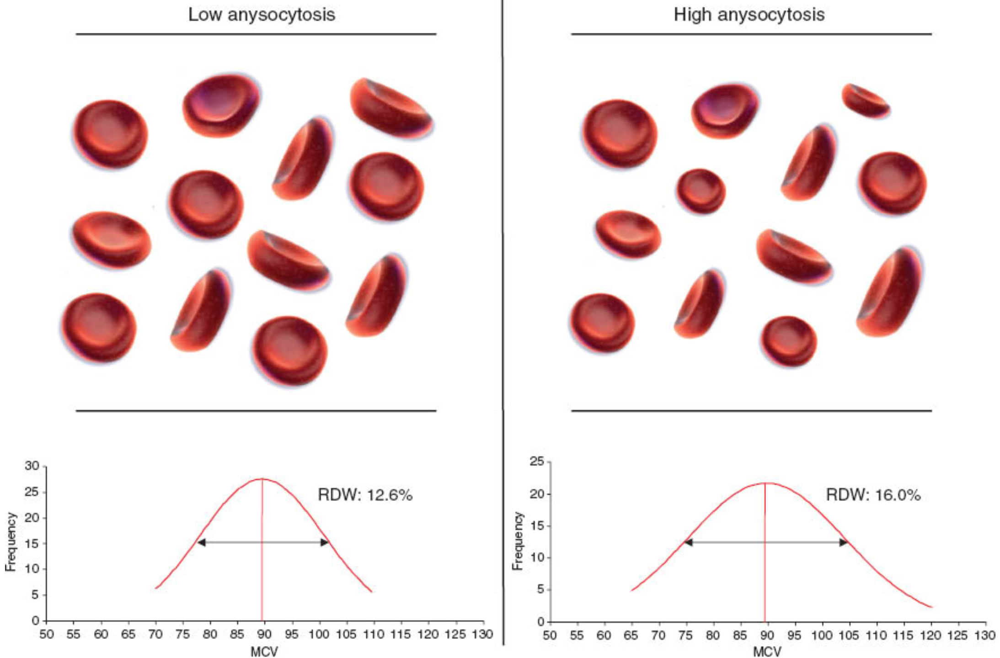 Low anysocytosis
High anysocytosis
30
25
20
15
10
5
0
Frequency
RDW: 12.6%
50 55 60 65 70 75 80 85 90 95 100 105 110 115 120 125 130
MCV
25
20
15
10
5
0
Frequency
RDW: 16.0%
50 55 60 65 70 75 80 85 90 95 100 105 110 115 120 125 130
MCV